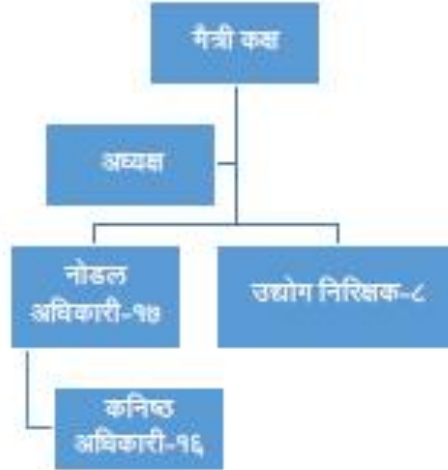 मैत्री कक्ष
अध्यक्ष
नोडल
अधिकारी-१७
उद्योग निरिक्षक-८
कनिष्ठ
अधिकारी-१६